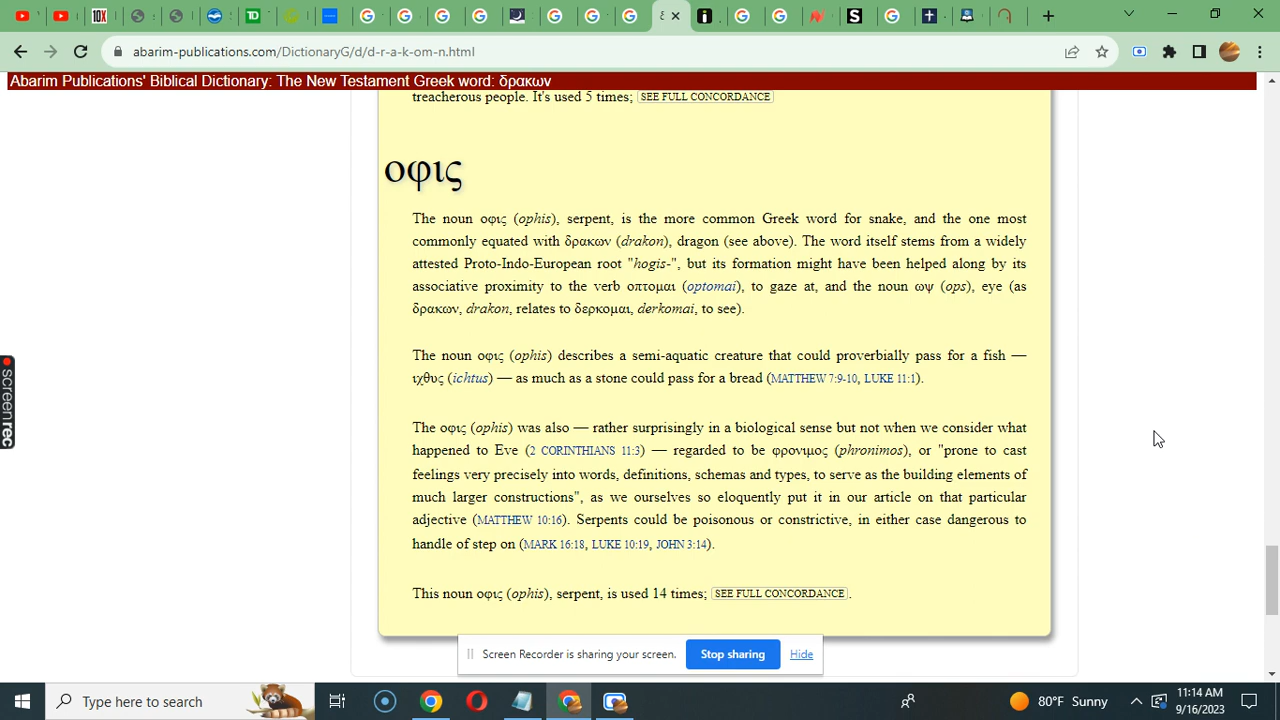 10X
TD
S
abarim-publications.com/DictionaryG/d/d-r-a-k-om-n.html
Abarim Publications' Biblical Dictionary: The New Testament Greek word: δρακων
treacherous people. It's used 5 times; SEE FULL CONCORDANCE
οφις
The noun οφις (ophis), serpent, is the more common Greek word for snake, and the one most
commonly equated with δρακων (drakon), dragon (see above). The word itself stems from a widely
attested Proto-Indo-European root "hogis-", but its formation might have been helped along by its
associative proximity to the verb οπτομαι (optomai), to gaze at, and the noun ωψ (ops), eye (as
δρακων, drakon, relates to δερκομαι, derkomai, to see).
The noun οφις (ophis) describes a semi-aquatic creature that could proverbially pass for a fish —
ιχθυς (ichtus) — as much as a stone could pass for a bread (MATTHEW 7:9-10, LUKE 11:1).
The οφις (ophis) was also — rather surprisingly in a biological sense but not when we consider what
happened to Eve (2 CORINTHIANS 11:3) — regarded to be φρονιμος (phronimos), or "prone to cast
feelings very precisely into words, definitions, schemas and types, to serve as the building elements of
much larger constructions", as we ourselves so eloquently put it in our article on that particular
adjective (MATTHEW 10:16). Serpents could be poisonous or constrictive, in either case dangerous to
handle of step on (MARK 16:18, LUKE 10:19, JOHN 3:14).
This noun οφις (ophis), serpent, is used 14 times; SEE FULL CONCORDANCE.
screenrec
Screen Recorder is sharing your screen. Stop sharing Hide
Type here to search
80°F Sunny
11:14 AM
9/16/2023